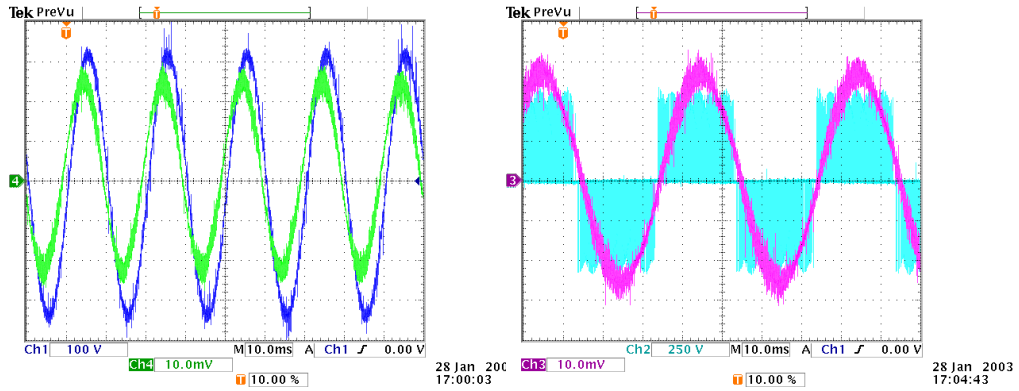 Tek PreVu
T
T
4
Ch1 100 V M 10.0ms A Ch1 0.00 V
Ch4 10.0mV
T 10.00 %
28 Jan 200
17:00:03
Tek PreVu
T
T
3
Ch2 250 V M 10.0ms A Ch1 0.00 V
Ch3 10.0mV
T 10.00 %
28 Jan 2003
17:04:43